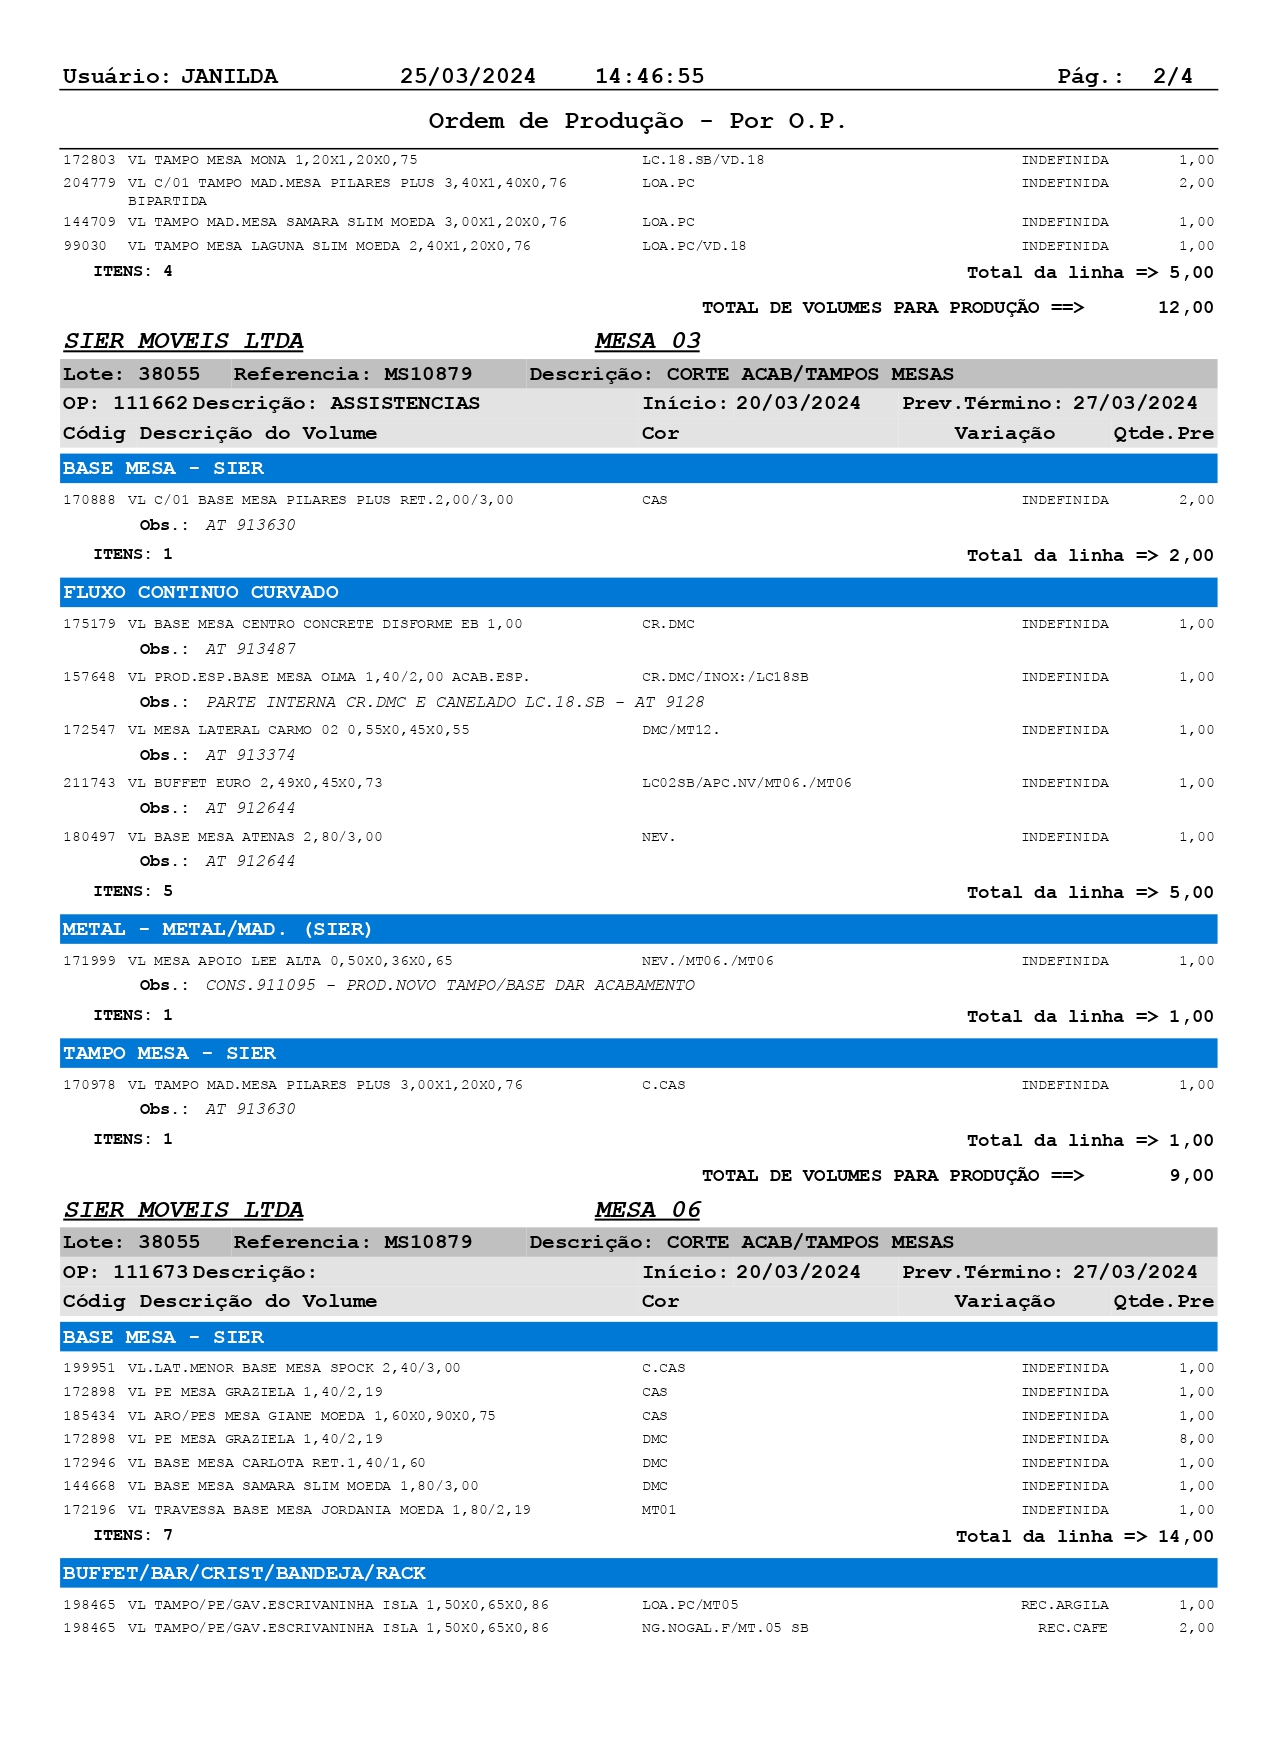 Usuário: JANILDA 25/03/2024 14:46:55 Pág.: 2/4
Ordem de Produção - Por O.P.
172803 VL TAMPO MESA MONA 1,20X1,20X0,75 LC.18.SB/VD.18 INDEFINIDA 1,00
204779 VL C/01 TAMPO MAD.MESA PILARES PLUS 3,40X1,40X0,76 LOA.PC INDEFINIDA 2,00
BIPARTIDA
144709 VL TAMPO MAD.MESA SAMARA SLIM MOEDA 3,00X1,20X0,76 LOA.PC INDEFINIDA 1,00
99030 VL TAMPO MESA LAGUNA SLIM MOEDA 2,40X1,20X0,76 LOA.PC/VD.18 INDEFINIDA 1,00
ITENS: 4 Total da linha => 5,00
TOTAL DE VOLUMES PARA PRODUÇÃO ==> 12,00
SIER MOVEIS LTDA MESA 03
Lote: 38055 Referencia: MS10879 Descrição: CORTE ACAB/TAMPOS MESAS
OP: 111662 Descrição: ASSISTENCIAS Início: 20/03/2024 Prev.Término: 27/03/2024
Códig Descrição do Volume Cor Variação Qtde.Pre
BASE MESA - SIER
170888 VL C/01 BASE MESA PILARES PLUS RET.2,00/3,00 CAS INDEFINIDA 2,00
Obs.: AT 913630
ITENS: 1 Total da linha => 2,00
FLUXO CONTINUO CURVADO
175179 VL BASE MESA CENTRO CONCRETE DISFORME EB 1,00 CR.DMC INDEFINIDA 1,00
Obs.: AT 913487
157648 VL PROD.ESP.BASE MESA OLMA 1,40/2,00 ACAB.ESP. CR.DMC/INOX:/LC18SB INDEFINIDA 1,00
Obs.: PARTE INTERNA CR.DMC E CANELADO LC.18.SB - AT 9128
172547 VL MESA LATERAL CARMO 02 0,55X0,45X0,55 DMC/MT12. INDEFINIDA 1,00
Obs.: AT 913374
211743 VL BUFFET EURO 2,49X0,45X0,73 LC02SB/APC.NV/MT06./MT06 INDEFINIDA 1,00
Obs.: AT 912644
180497 VL BASE MESA ATENAS 2,80/3,00 NEV. INDEFINIDA 1,00
Obs.: AT 912644
ITENS: 5 Total da linha => 5,00
METAL - METAL/MAD. (SIER)
171999 VL MESA APOIO LEE ALTA 0,50X0,36X0,65 NEV./MT06./MT06 INDEFINIDA 1,00
Obs.: CONS.911095 - PROD.NOVO TAMPO/BASE DAR ACABAMENTO
ITENS: 1 Total da linha => 1,00
TAMPO MESA - SIER
170978 VL TAMPO MAD.MESA PILARES PLUS 3,00X1,20X0,76 C.CAS INDEFINIDA 1,00
Obs.: AT 913630
ITENS: 1 Total da linha => 1,00
TOTAL DE VOLUMES PARA PRODUÇÃO ==> 9,00
SIER MOVEIS LTDA MESA 06
Lote: 38055 Referencia: MS10879 Descrição: CORTE ACAB/TAMPOS MESAS
OP: 111673 Descrição: Início: 20/03/2024 Prev.Término: 27/03/2024
Códig Descrição do Volume Cor Variação Qtde.Pre
BASE MESA - SIER
199951 VL.LAT.MENOR BASE MESA SPOCK 2,40/3,00 C.CAS INDEFINIDA 1,00
172898 VL PE MESA GRAZIELA 1,40/2,19 CAS INDEFINIDA 1,00
185434 VL ARO/PES MESA GIANE MOEDA 1,60X0,90X0,75 CAS INDEFINIDA 1,00
172898 VL PE MESA GRAZIELA 1,40/2,19 DMC INDEFINIDA 8,00
172946 VL BASE MESA CARLOTA RET.1,40/1,60 DMC INDEFINIDA 1,00
144668 VL BASE MESA SAMARA SLIM MOEDA 1,80/3,00 DMC INDEFINIDA 1,00
172196 VL TRAVESSA BASE MESA JORDANIA MOEDA 1,80/2,19 MT01 INDEFINIDA 1,00
ITENS: 7 Total da linha => 14,00
BUFFET/BAR/CRIST/BANDEJA/RACK
198465 VL TAMPO/PE/GAV.ESCRIVANINHA ISLA 1,50X0,65X0,86 LOA.PC/MT05 REC.ARGILA 1,00
198465 VL TAMPO/PE/GAV.ESCRIVANINHA ISLA 1,50X0,65X0,86 NG.NOGAL.F/MT.05 SB REC.CAFE 2,00